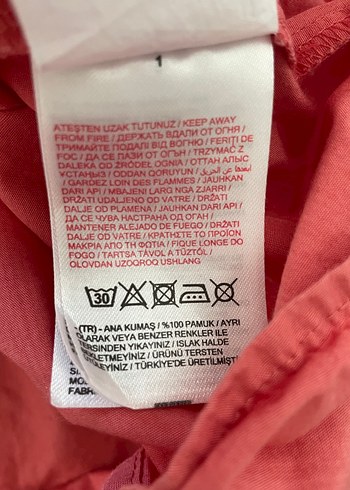 1
ATEŞTEN UZAK TUTUNUZ / KEEP AWAY
FROM FIRE / ДЕРЖАТЬ ВДАЛИ ОТ ОГНЯ /
ТРИМАЙТЕ ПОДАЛІ ВІД ВОГНЮ / FERIȚI DE
FOC / ДА СЕ ПАЗИ ОТ ОГЪН / TRZYMAĆ Z
DALEKA OD ŹRÓDEŁ OGNIA / ОТТАН АЛЫС
ҰСТАҢЫЗ / ODDAN QORUYUN /
/ GARDEZ LOIN DES FLAMMES / JAUHKAN
DARI API / MBAJENI LARG NGA ZJARRI /
DRŽATI UDALJENO OD VATRE / DRŽATI
DALJE OD PLAMENA / JAUHKAN DARI API /
ДА СЕ ЧУВА НАСТРАНА ОД ОГАН /
MANTENER ALEJADO DE FUEGO / DRŽATI
DALJE OD VATRE / ΚΡΑΤΗΣΤΕ ΤΟ ΠΡΟΪΟΝ
ΜΑΚΡΙΑ ΑΠΟ ΤΗ ΦΩΤΙΑ / FIQUE LONGE DO
FOGO / TARTSA TÁVOL A TŰZTŐL /
OLOVDAN UZOQROQ USHLANG
30
(TR) - ANA KUMAŞ / %100 PAMUK / AYRI
OLARAK VEYA BENZER RENKLER İLE
TERSİNDEN YIKAYINIZ / ISLAK HALDE
BEKLETMEYİNİZ / ÜRÜNÜ TERSTEN
ÜTÜLEYİNİZ / TÜRKİYE'DE ÜRETİLMİŞTİR